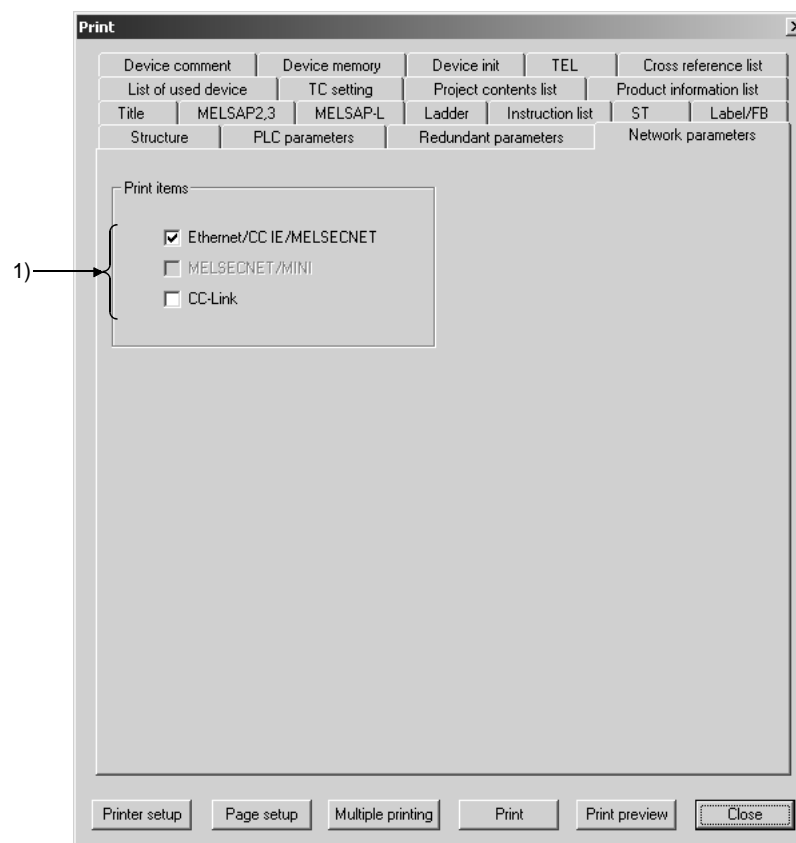 Print
Device comment Device memory Device init TEL Cross reference list
List of used device TC setting Project contents list Product information list
Title MELSAP2,3 MELSAP-L Ladder Instruction list ST Label/FB
Structure PLC parameters Redundant parameters Network parameters
Print items
Ethernet/CC IE/MELSECNET
1)
MELSECNET/MINI
CC-Link
Printer setup Page setup Multiple printing Print Print preview Close